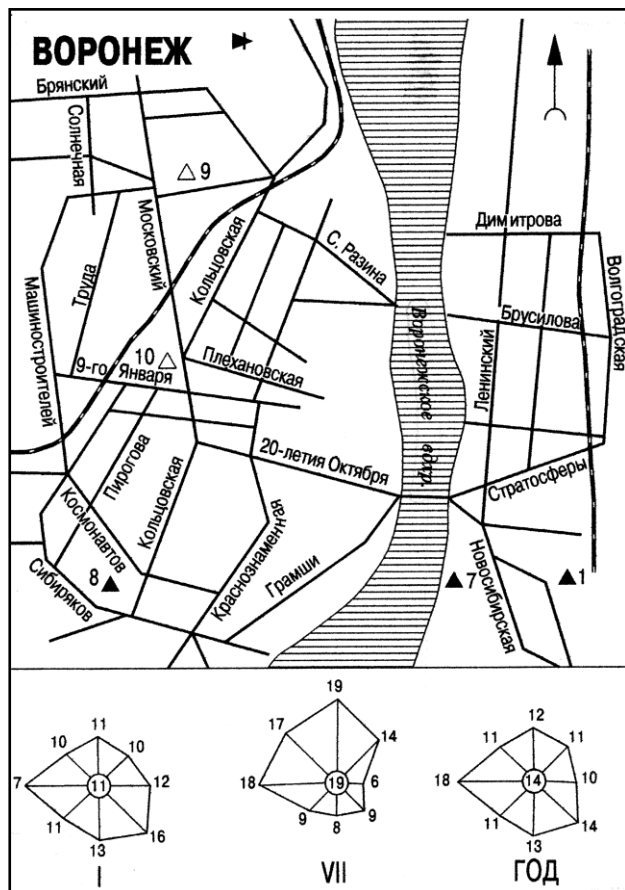 ВОРОНЕЖ
Брянский
Солнечная
9
Московский
Кольцовская
С. Разина
Димитрова
Волгоградская
Машиностроителей
Труда
Брусилова
Воронежское вдхр.
Ленинский
10
9-го Января
Плехановская
Пирогова
20-летия Октября
Стратосферы
Космонавтов
Кольцовская
Краснознаменная
Грамши
Сибиряков
8
7
1
Новосибирская
11
10
10
7
11
12
11
16
13
I
19
17
14
18
19
6
9
8
9
VII
12
11
11
18
14
10
11
14
13
ГОД